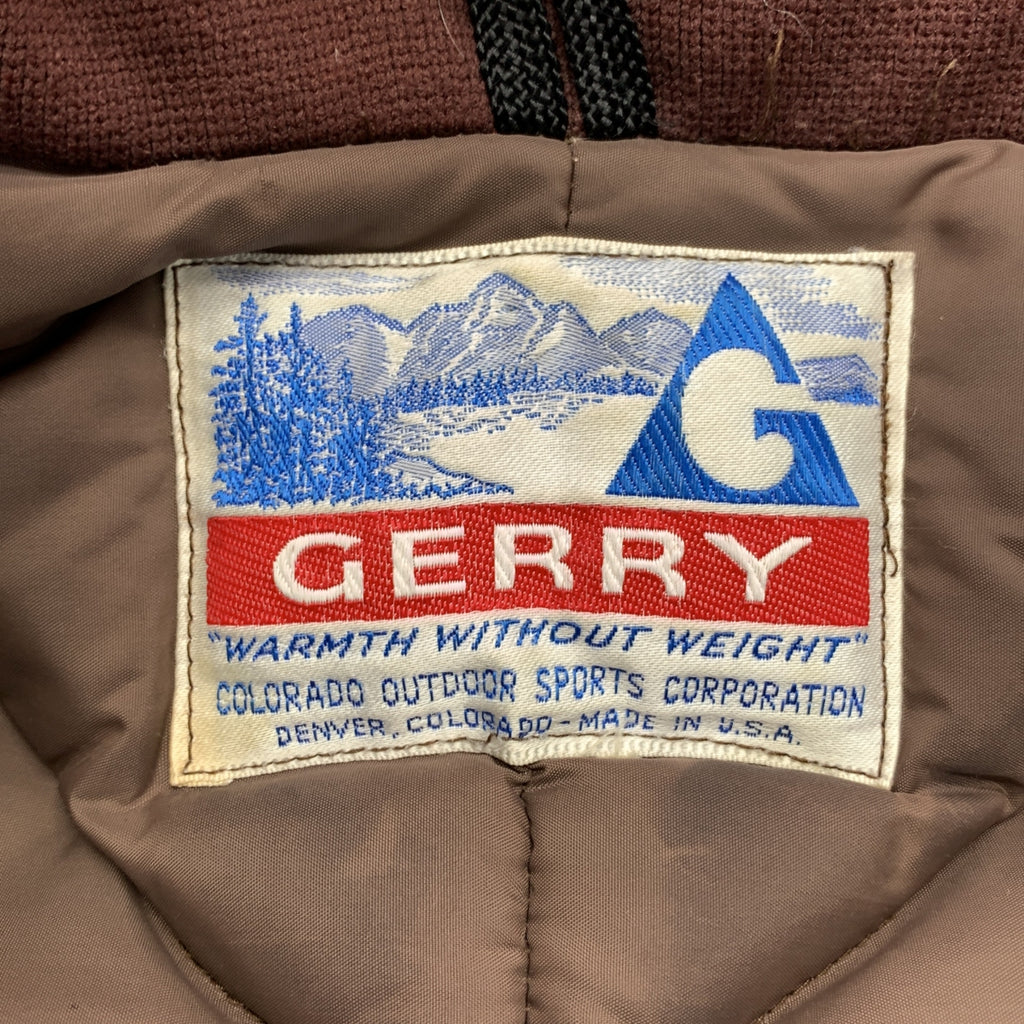 G
GERRY
"WARMTH WITHOUT WEIGHT"
COLORADO OUTDOOR SPORTS CORPORATION
DENVER, COLORADO - MADE IN U.S.A.